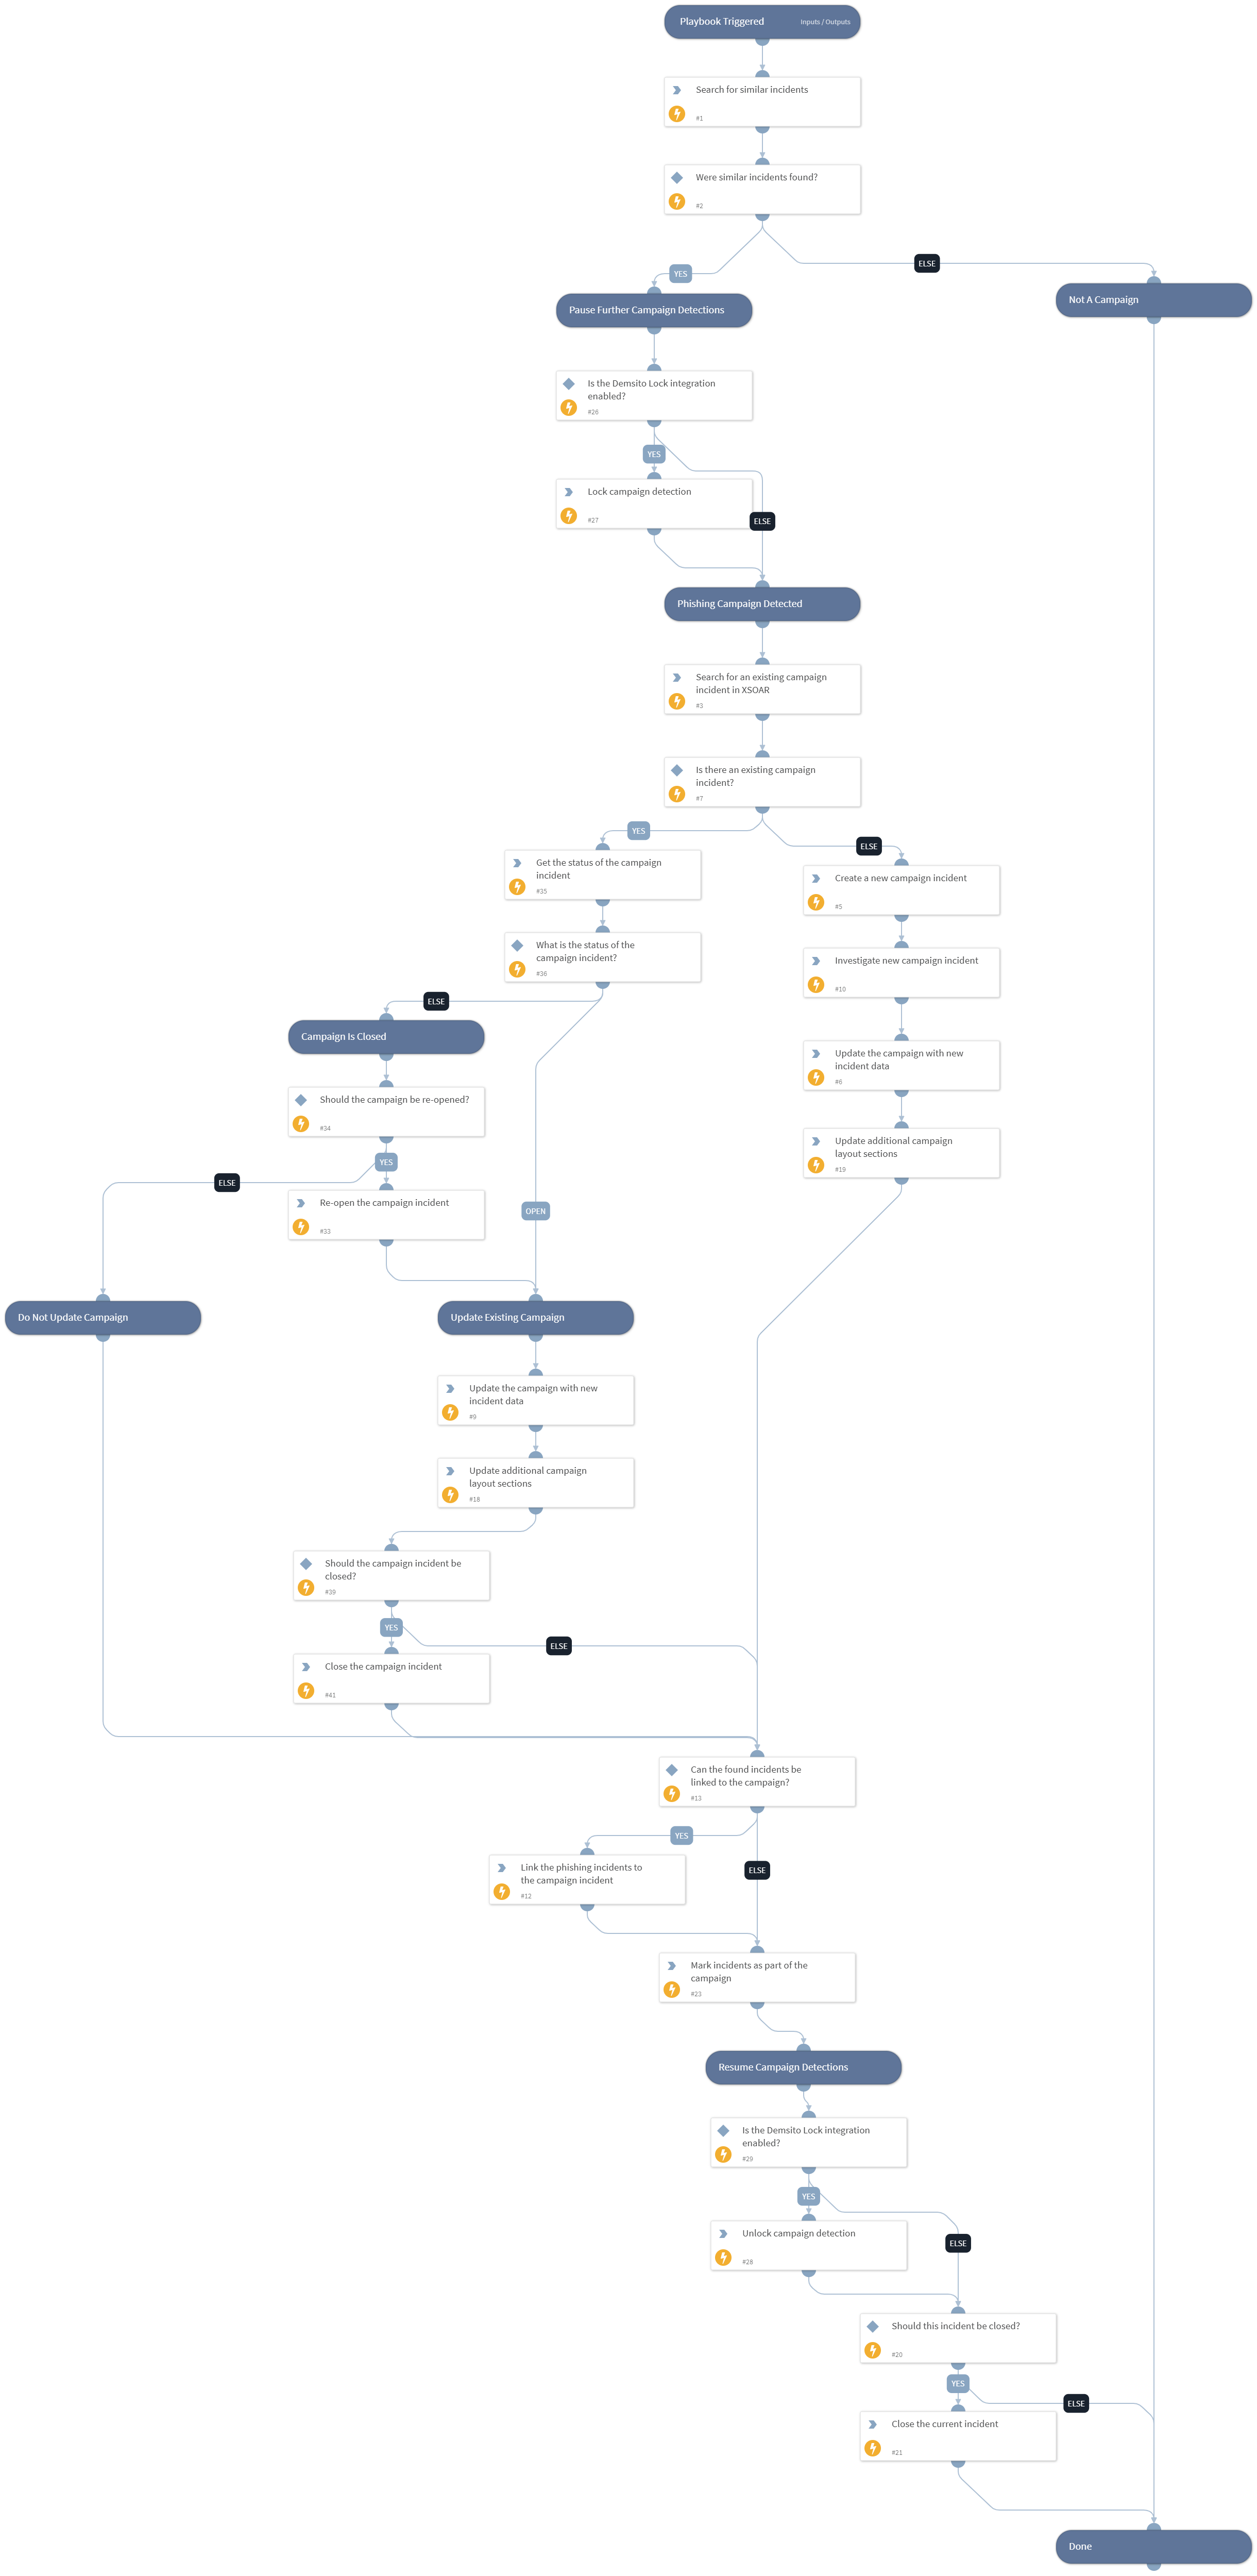 Playbook Triggered
Inputs / Outputs
Search for similar incidents
#1
Were similar incidents found?
#2
ELSE
YES
Not A Campaign
Pause Further Campaign Detections
Is the Demsito Lock integration
enabled?
#26
YES
Lock campaign detection
#27
ELSE
Phishing Campaign Detected
Search for an existing campaign
incident in XSOAR
#3
Is there an existing campaign
incident?
#7
YES
ELSE
Get the status of the campaign
incident
#35
Create a new campaign incident
#5
What is the status of the
campaign incident?
#36
Investigate new campaign incident
#10
ELSE
Campaign Is Closed
Update the campaign with new
incident data
#6
Should the campaign be re-opened?
#34
Update additional campaign
layout sections
#19
YES
ELSE
Re-open the campaign incident
#33
OPEN
Do Not Update Campaign
Update Existing Campaign
Update the campaign with new
incident data
#9
Update additional campaign
layout sections
#18
Should the campaign incident be
closed?
#39
YES
ELSE
Close the campaign incident
#41
Can the found incidents be
linked to the campaign?
#13
YES
Link the phishing incidents to
the campaign incident
#12
ELSE
Mark incidents as part of the
campaign
#23
Resume Campaign Detections
Is the Demsito Lock integration
enabled?
#29
YES
Unlock campaign detection
#28
ELSE
Should this incident be closed?
#20
YES
ELSE
Close the current incident
#21
Done